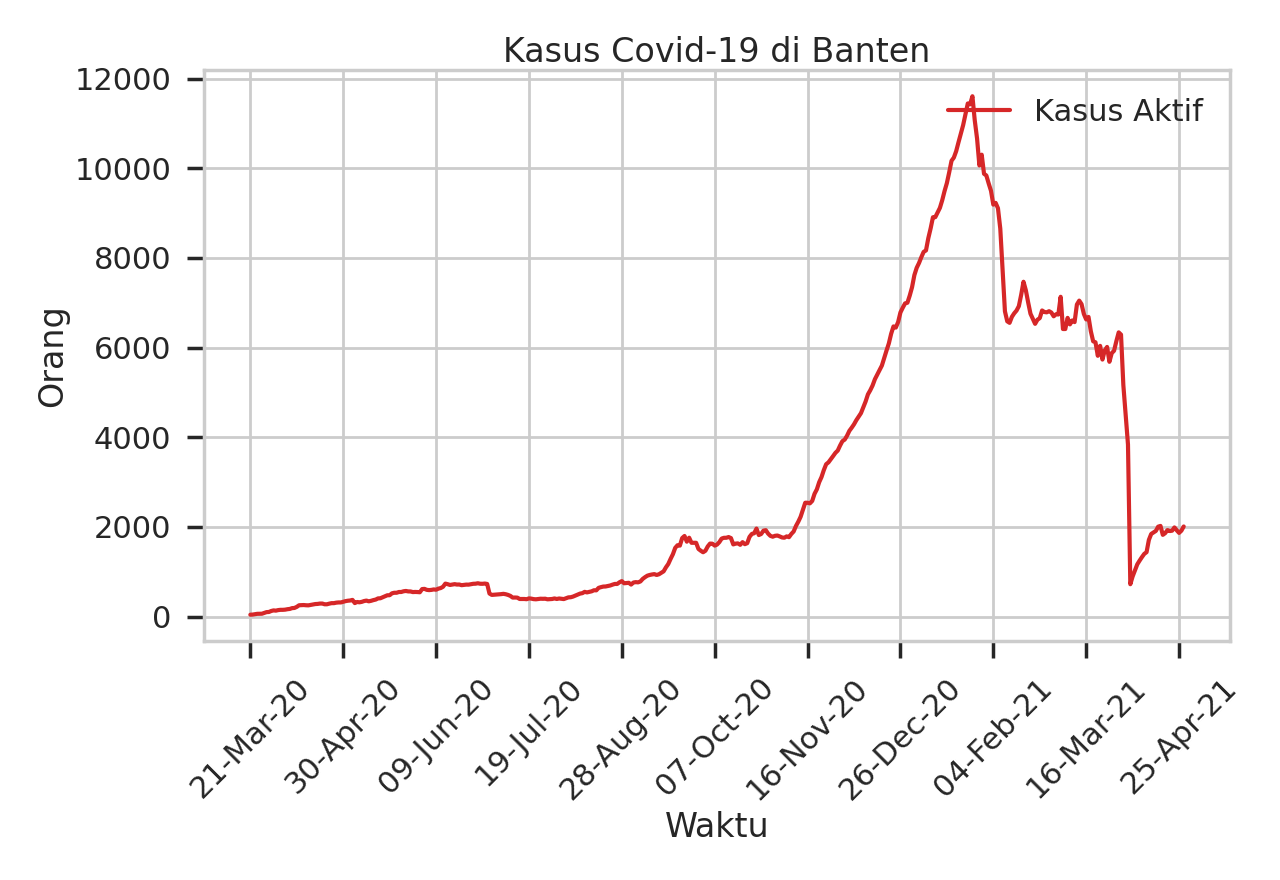 Kasus Covid-19 di Banten
12000
10000
8000
6000
4000
2000
0
Orang
Kasus Aktif
21-Mar-20
30-Apr-20
09-Jun-20
19-Jul-20
28-Aug-20
07-Oct-20
16-Nov-20
26-Dec-20
04-Feb-21
16-Mar-21
25-Apr-21
Waktu